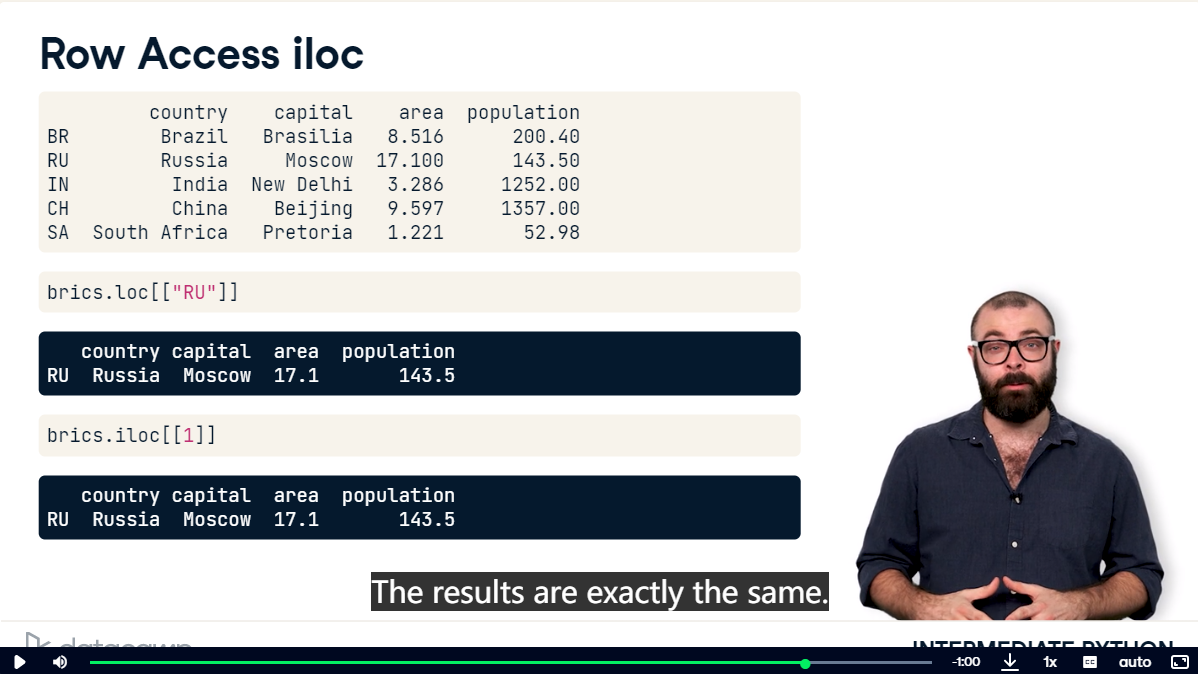 Row Access iloc
         country    capital    area  population
BR        Brazil   Brasilia   8.516      200.40
RU        Russia     Moscow  17.100      143.50
IN         India  New Delhi   3.286     1252.00
CH         China    Beijing   9.597     1357.00
SA  South Africa   Pretoria   1.221       52.98
brics.loc[["RU"]]
   country capital  area  population
RU  Russia  Moscow  17.1       143.5
brics.iloc[[1]]
   country capital  area  population
RU  Russia  Moscow  17.1       143.5
The results are exactly the same.
datacamp
INTERMEDIATE PYTHON
-1:00
1x
CC
auto